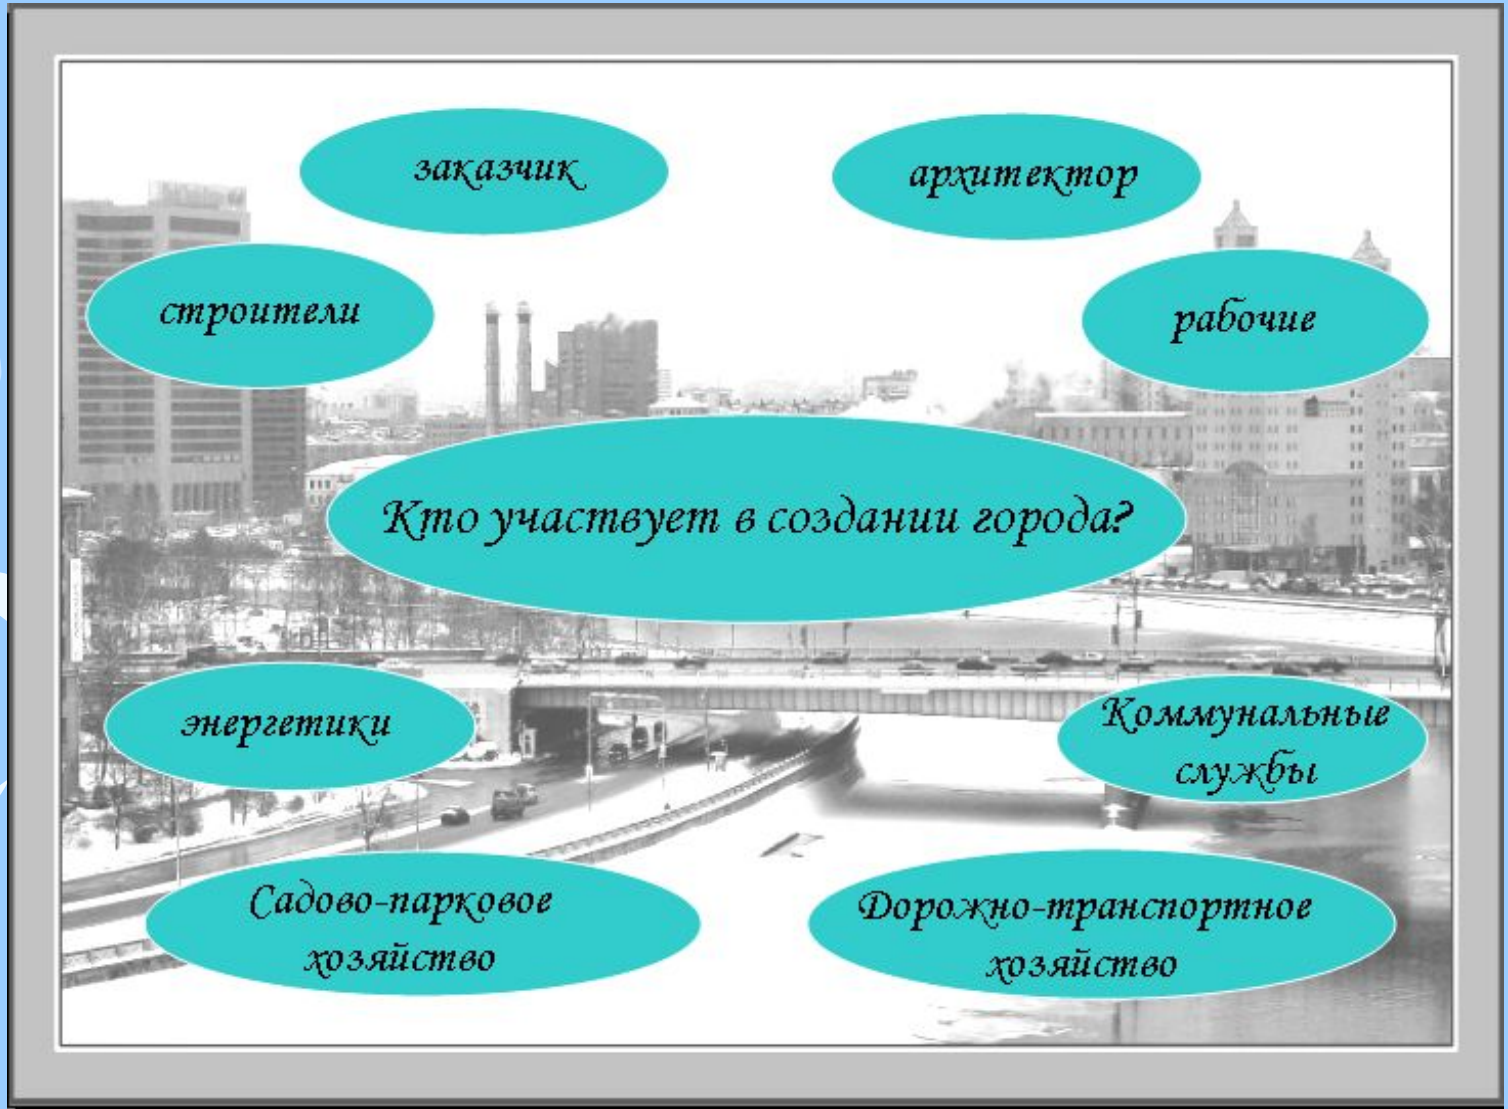 заказчик
архитектор
строители
рабочие
Кто участвует в создании города?
энергетики
Коммунальные
службы
Садово-парковое
хозяйство
Дорожно-транспортное
хозяйство